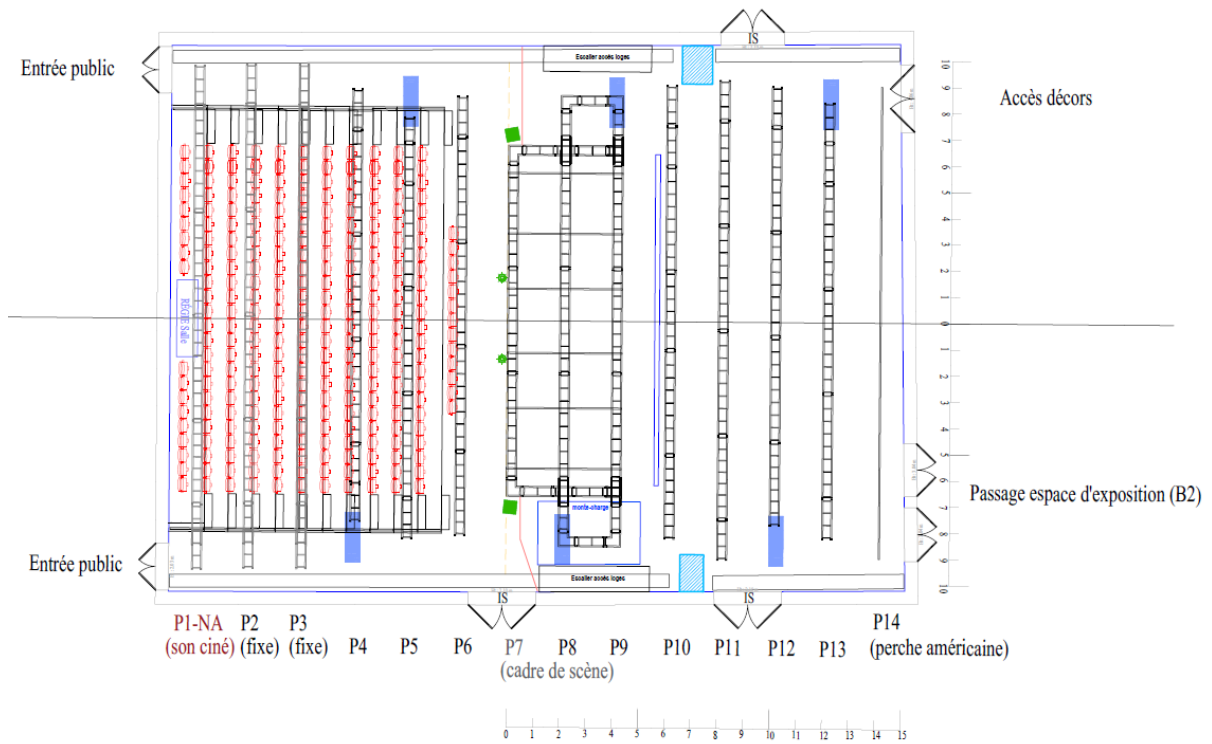 IS
Entrée public
Escalier accès loges
Accès décors
10
9
8
7
6
5
4
3
2
1
0
1
2
3
4
5
6
7
8
9
10
RÉGIE Salle
Passage espace d'exposition (B2)
monte-charge
Entrée public
Escalier accès loges
IS
IS
P1-NA
(son ciné)
P2
(fixe)
P3
(fixe)
P4
P5
P6
P7
(cadre de scène)
P8
P9
P10
P11
P12
P13
P14
(perche américaine)
0 1 2 3 4 5 6 7 8 9 10 11 12 13 14 15